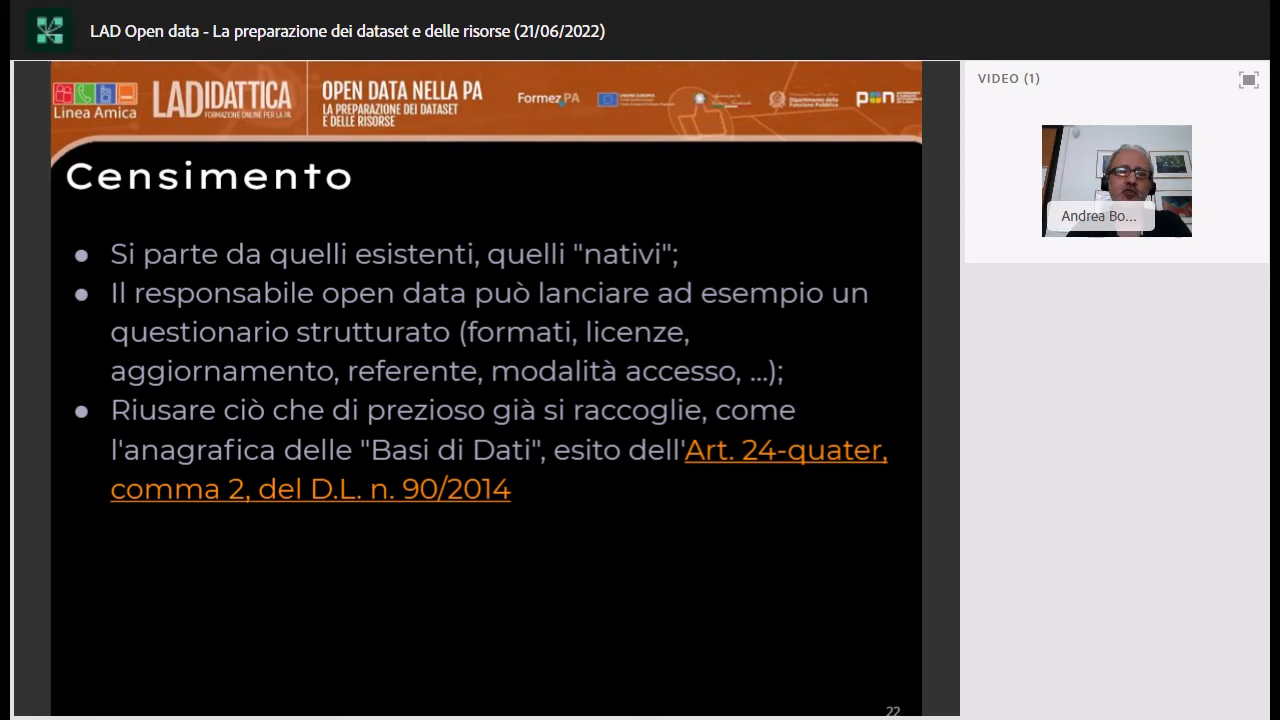 LAD Open data - La preparazione dei dataset e delle risorse (21/06/2022)
Linea Amica
LADIDATTICA
FORMAZIONE ONLINE PER LA PA
OPEN DATA NELLA PA
LA PREPARAZIONE DEI DATASET
E DELLE RISORSE
Formez PA
pon
VIDEO (1)
Andrea Bo...
Censimento
● Si parte da quelli esistenti, quelli "nativi";
● Il responsabile open data può lanciare ad esempio un
questionario strutturato (formati, licenze,
aggiornamento, referente, modalità accesso, ...);
● Riusare ciò che di prezioso già si raccoglie, come
l'anagrafica delle "Basi di Dati", esito dell'Art. 24-quater,
comma 2, del D.L. n. 90/2014
22